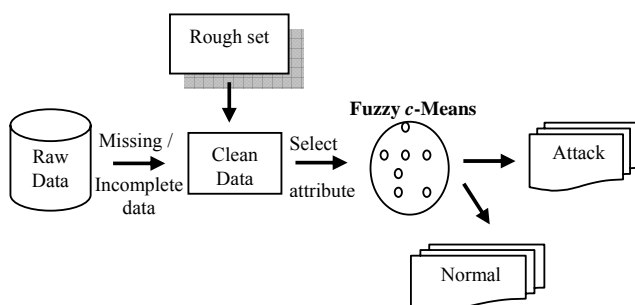 Rough set
Fuzzy c-Means
Raw
Data
Missing /
Incomplete
data
Clean
Data
Select
attribute
Attack
Normal